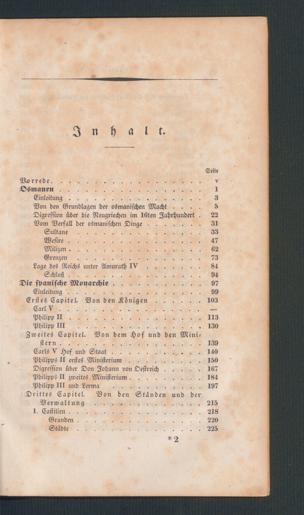 Inhalt.
Seite
Vorrede . . . . . . . . . . . . . . V
Osmanen . . . . . . . . . . . . . . 1
Einleitung . . . . . . . . . . . . . . 3
Von den Grundlagen der osmanischen Macht . . . . 5
Digression über die Neugriechen im 16ten Jahrhundert . 22
Vom Verfall der osmanischen Dinge . . . . . . . 31
Sultane . . . . . . . . . . . . . . 33
Wesire . . . . . . . . . . . . . . 47
Milizen . . . . . . . . . . . . . . 62
Grenzen . . . . . . . . . . . . . . 73
Lage des Reichs unter Amurath IV . . . . . . . 84
Schluß . . . . . . . . . . . . . . 94
Die spanische Monarchie . . . . . . . . . . 97
Einleitung . . . . . . . . . . . . . . 99
Erstes Capitel. Von den Königen . . . . . . . 103
Carl V . . . . . . . . . . . . . . —
Philipp II . . . . . . . . . . . . . . 113
Philipp III . . . . . . . . . . . . . . 130
Zweites Capitel. Vom Hof und den Mini-
stern . . . . . . . . . . . . . . 139
Carls V Hof und Staat . . . . . . . . . . 140
Philipps II erstes Ministerium . . . . . . . . 150
Digression über Don Johann von Oestreich . . . . . 167
Philipps II zweites Ministerium . . . . . . . . 184
Philipp III und Lerma . . . . . . . . . . 197
Drittes Capitel. Von den Ständen und der
Verwaltung . . . . . . . . . . . . . . 215
1. Castilien . . . . . . . . . . . . . . 218
Granden . . . . . . . . . . . . . . 220
Städte . . . . . . . . . . . . . . 225
* 2